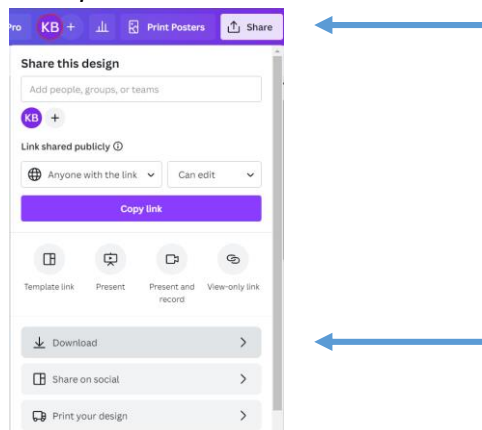 Pro KB + Print Posters Share
Share this design
Add people, groups, or teams
KB +
Link shared publicly
Anyone with the link Can edit
Copy link
Template link Present Present and record View-only link
Download
Share on social
Print your design